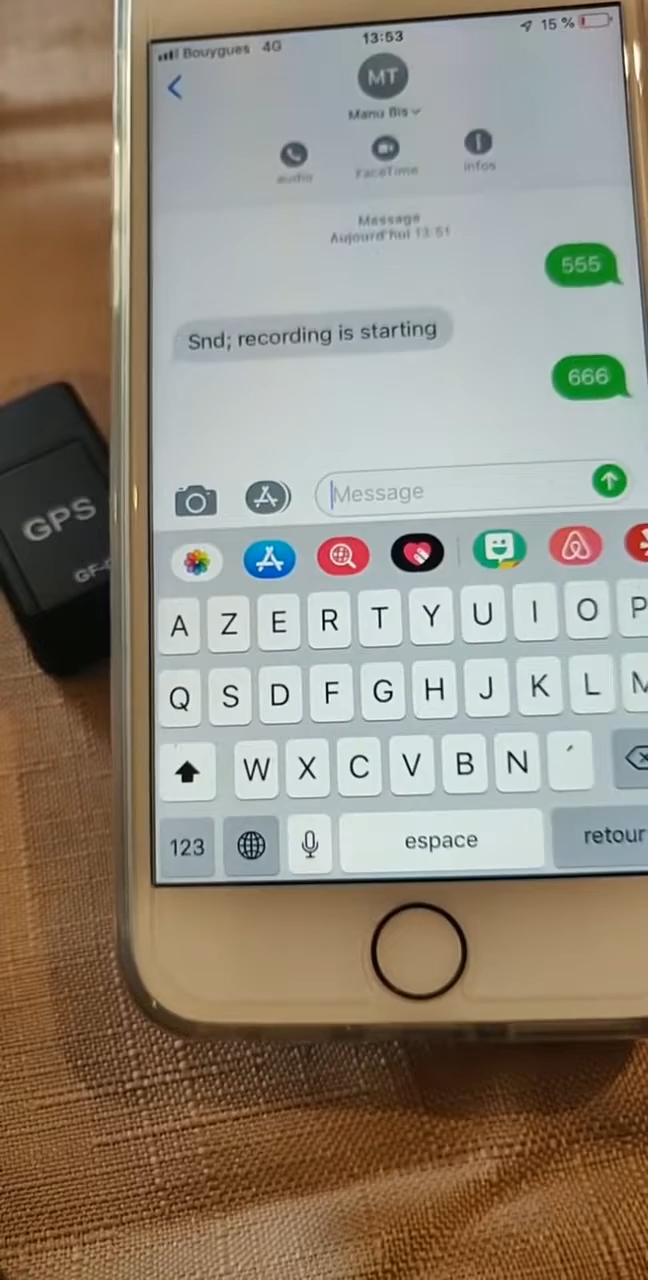 Bouygues 4G 13:53 15 %
MT
Manu Bis
audio FaceTime infos
Message
Aujourd'hui 13:51
555
Snd; recording is starting
666
Message
GPS
GF-
A Z E R T Y U I O P
Q S D F G H J K L M
W X C V B N ´
123 espace retour